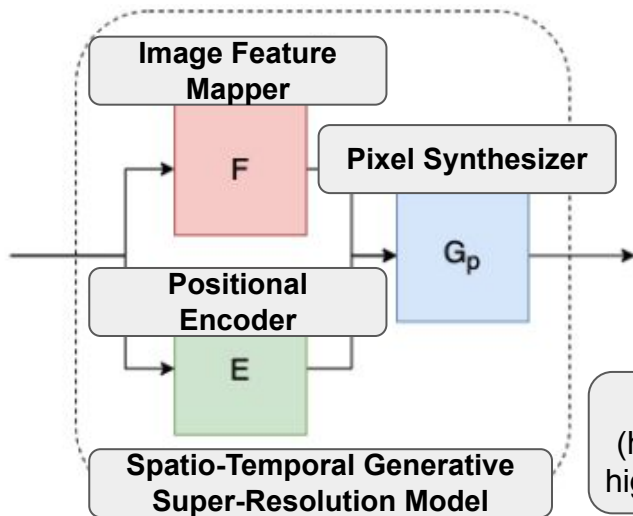 Image Feature
Mapper
F
Pixel Synthesizer
Gp
Positional
Encoder
E
Spatio-Temporal Generative
Super-Resolution Model